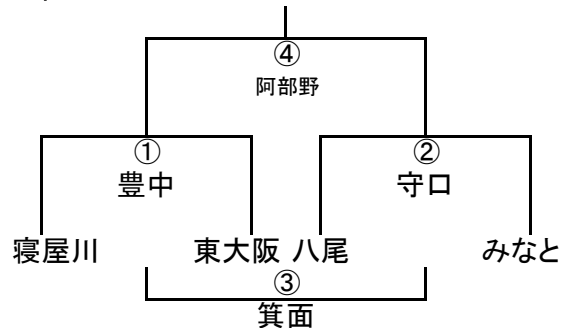 ④
阿部野
① ②
豊中 守口
寝屋川 東大阪 八尾 みなと
③
箕面